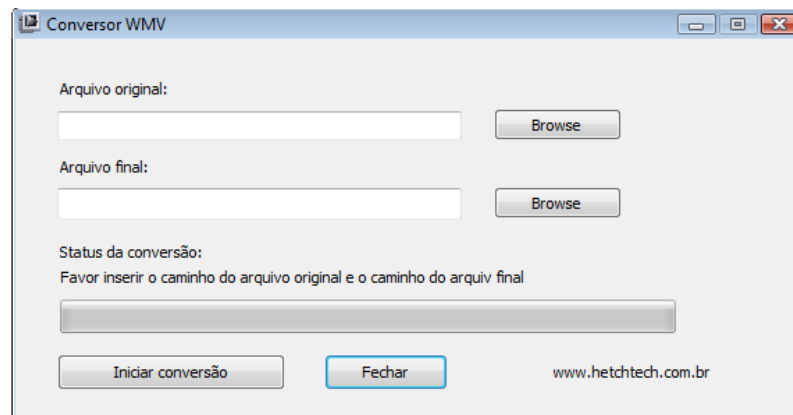 Conversor WMV
Arquivo original:
Browse
Arquivo final:
Browse
Status da conversão:
Favor inserir o caminho do arquivo original e o caminho do arquiv final
Iniciar conversão Fechar www.hetchtech.com.br